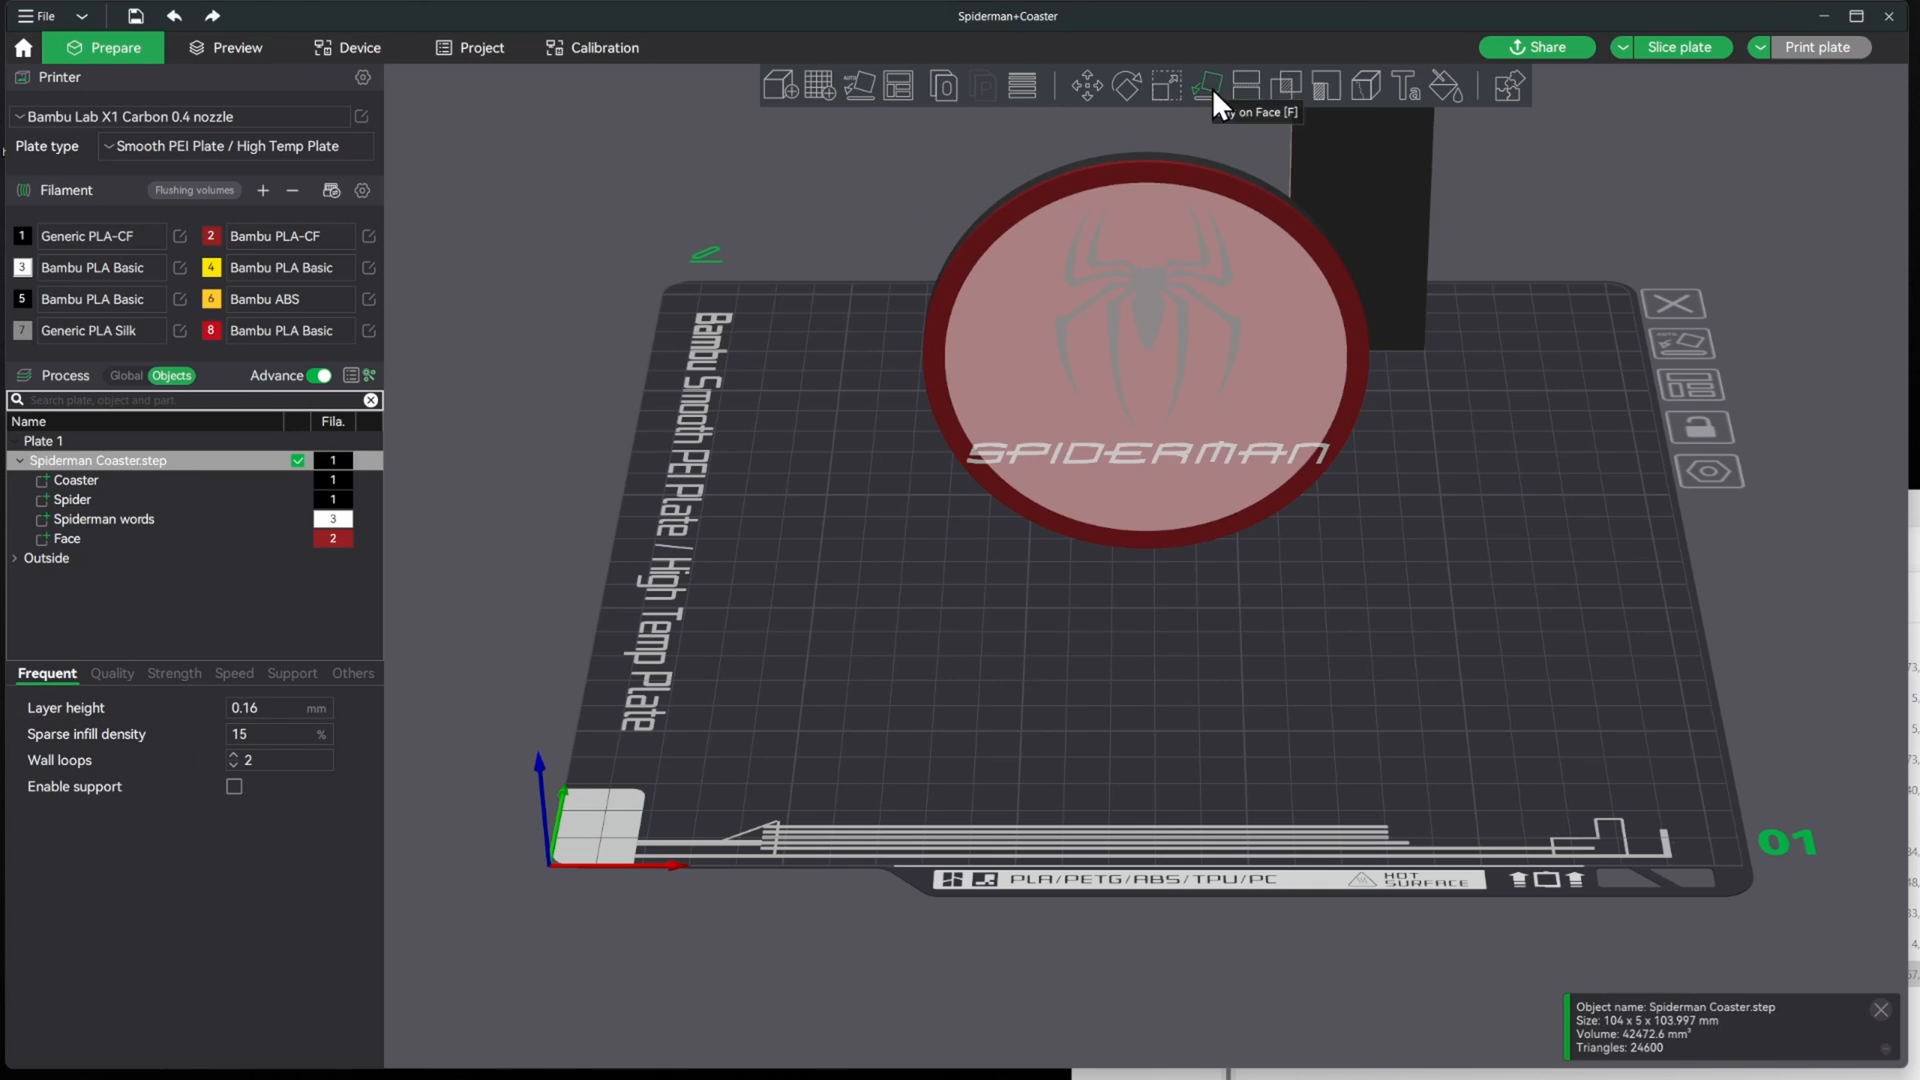 File
Spiderman+Coaster
Prepare
Preview
Device
Project
Calibration
Share
Slice plate
Print plate
Printer
Bambu Lab X1 Carbon 0.4 nozzle
Plate type
Smooth PEI Plate / High Temp Plate
Filament
Flushing volumes
1 Generic PLA-CF
2 Bambu PLA-CF
3 Bambu PLA Basic
4 Bambu PLA Basic
5 Bambu PLA Basic
6 Bambu ABS
7 Generic PLA Silk
8 Bambu PLA Basic
Process
Global
Objects
Advance
Search plate, object and part.
Name
Fila.
Plate 1
Spiderman Coaster.step 1
Coaster 1
Spider 1
Spiderman words 3
Face 2
Outside
Frequent
Quality
Strength
Speed
Support
Others
Layer height 0.16 mm
Sparse infill density 15 %
Wall loops 2
Enable support
on Face [F]
SPIDERMAN
Bambu Smooth PEI Plate / High Temp Plate
AUTO
PLA/PETG/ABS/TPU/PC
HOT
SURFACE
01
Object name: Spiderman Coaster.step
Size: 104 x 5 x 103.997 mm
Volume: 42472.6 mm³
Triangles: 24600